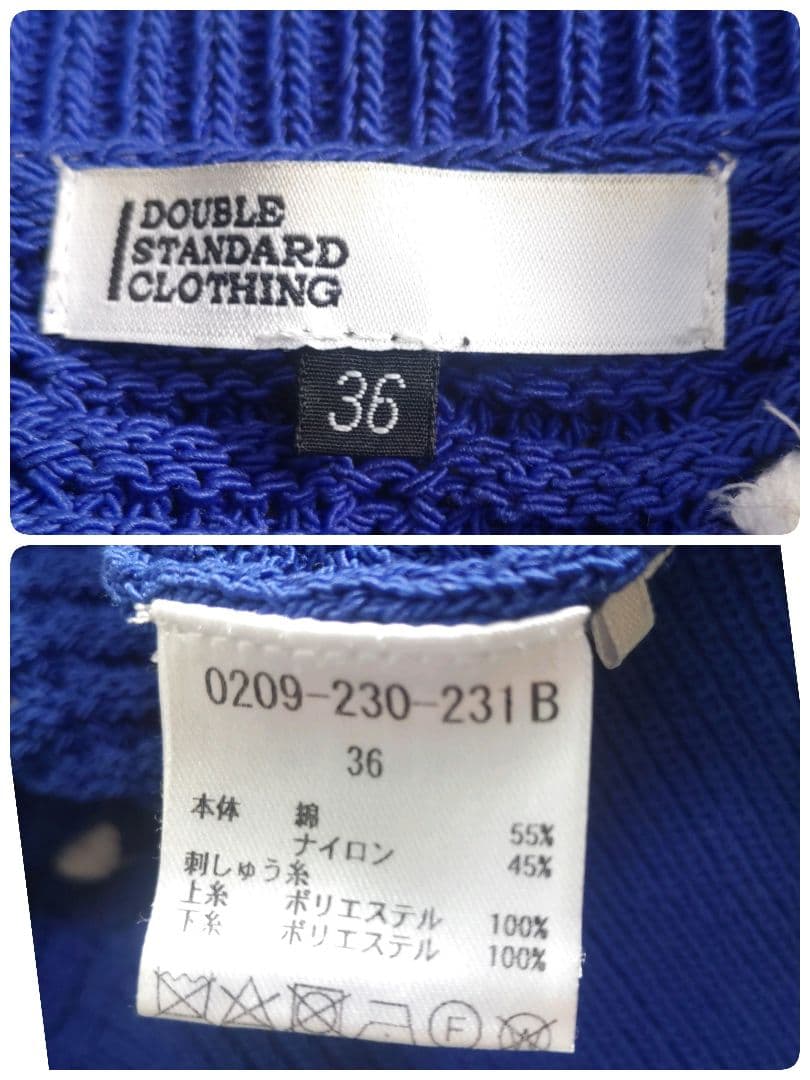 DOUBLE
STANDARD
CLOTHING
36
0209-230-231B
36
本体 綿 55%
ナイロン 45%
刺しゅう糸
上糸 ポリエステル 100%
下糸 ポリエステル 100%
F
W